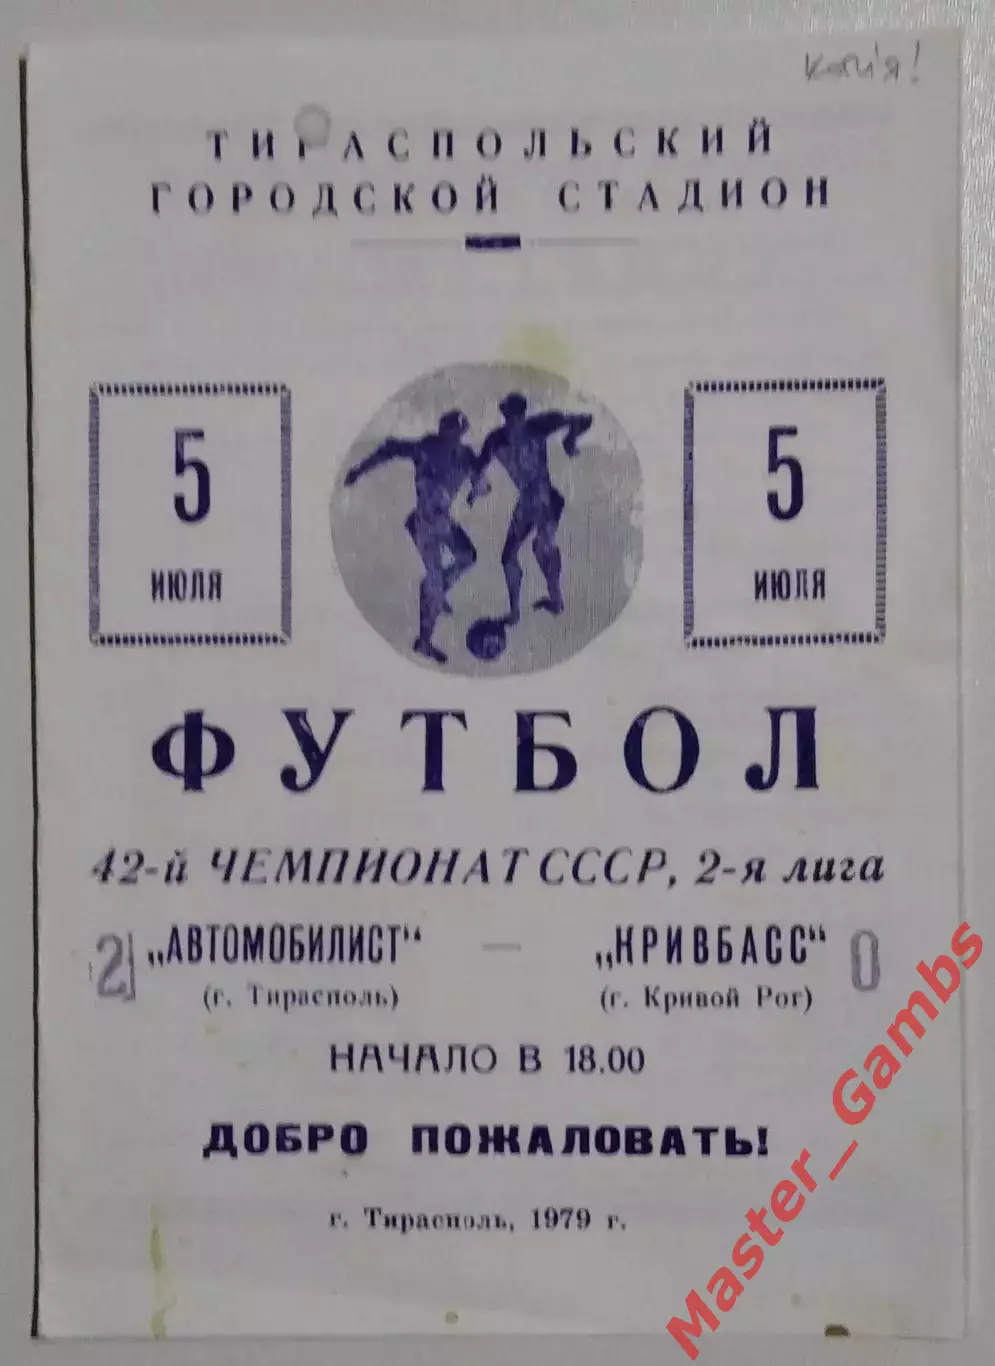 копія!
ТИРАСПОЛЬСКИЙ
ГОРОДСКОЙ СТАДИОН
5
ИЮЛЯ
5
ИЮЛЯ
ФУТБОЛ
42-й ЧЕМПИОНАТ СССР, 2-я лига
2 „АВТОМОБИЛИСТ“ — „КРИВБАСС“ 0
(г. Тирасполь) (г. Кривой Рог)
НАЧАЛО В 18.00
ДОБРО ПОЖАЛОВАТЬ!
г. Тирасполь, 1979 г.
Master_Gambs